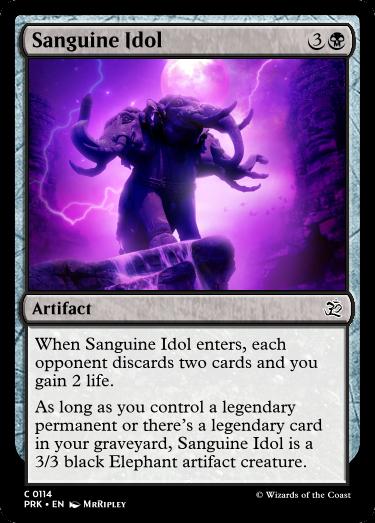 Sanguine Idol 3
Artifact
When Sanguine Idol enters, each
opponent discards two cards and you
gain 2 life.
As long as you control a legendary
permanent or there's a legendary card
in your graveyard, Sanguine Idol is a
3/3 black Elephant artifact creature.
C 0114
PRK • EN MrRipley
© Wizards of the Coast